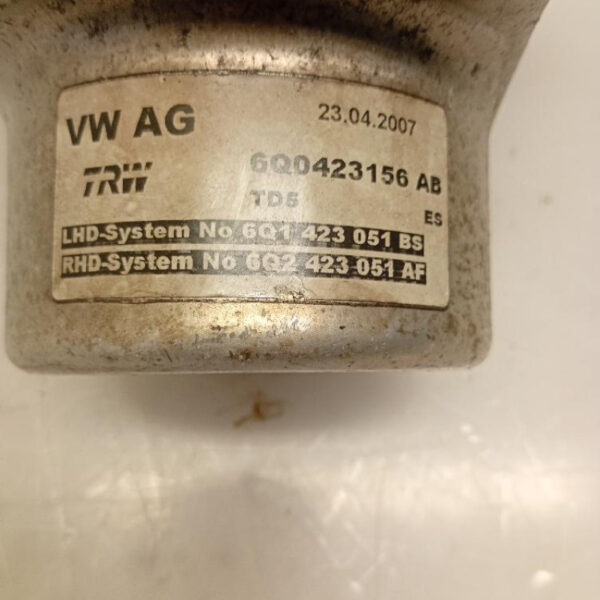 VW AG 23.04.2007
TRW 6Q0423156 AB
TD5 ES
LHD-System No 6Q1 423 051 BS
RHD-System No 6Q2 423 051 AF